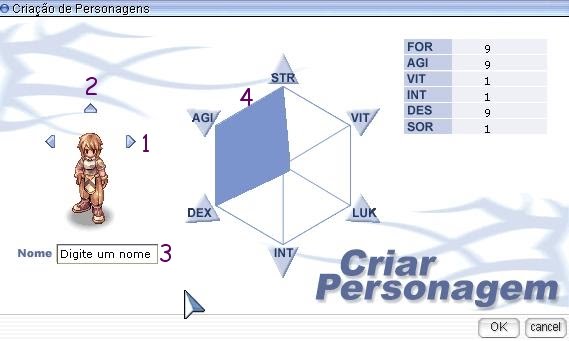 Criação de Personagens
2
STR
4
AGI
VIT
1
DEX
LUK
INT
Nome Digite um nome 3
FOR 9
AGI 9
VIT 1
INT 1
DES 9
SOR 1
Criar
Personagem
OK cancel